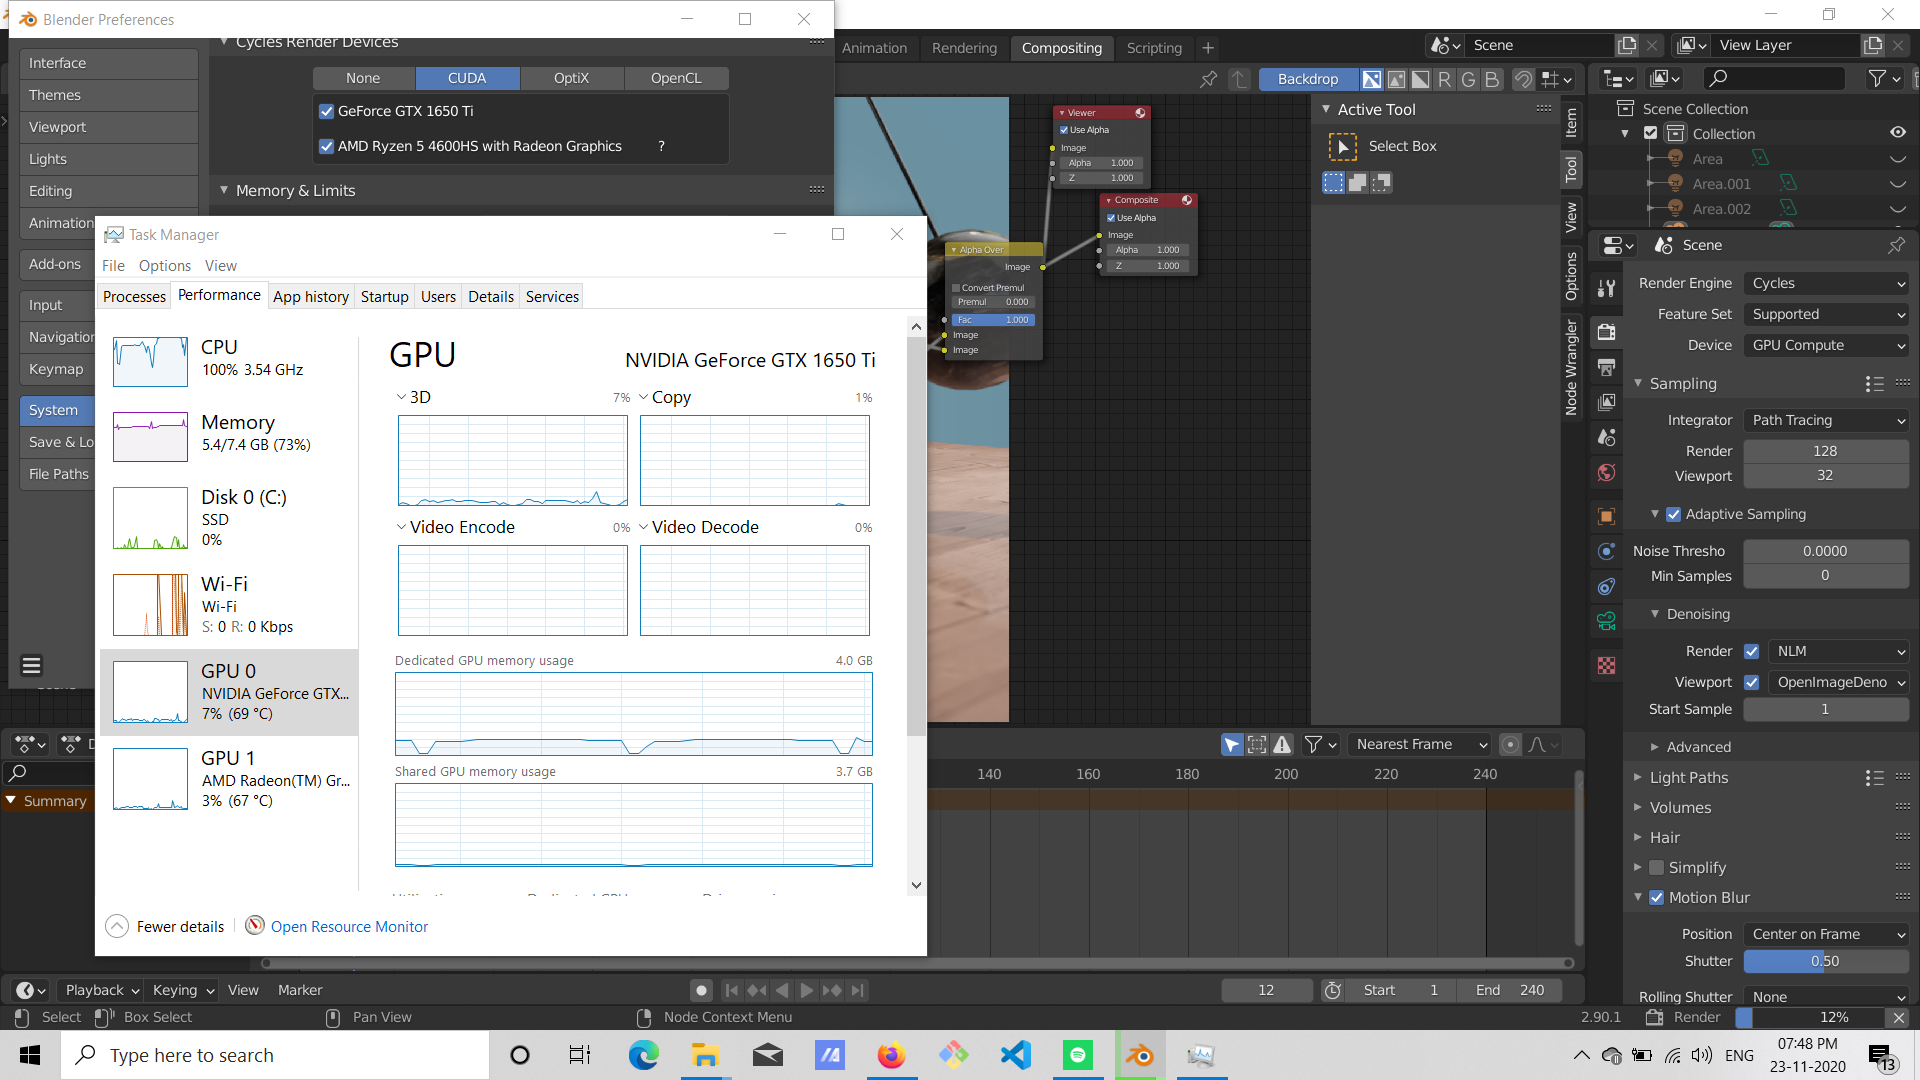 Blender Preferences
Interface
Themes
Viewport
Lights
Editing
Animation
Add-ons
Input
Navigation
Keymap
System
Save & Lo
File Paths
Cycles Render Devices
None CUDA OptiX OpenCL
GeForce GTX 1650 Ti
AMD Ryzen 5 4600HS with Radeon Graphics ?
Memory & Limits
Task Manager
File Options View
Processes Performance App history Startup Users Details Services
CPU
100% 3.54 GHz
Memory
5.4/7.4 GB (73%)
Disk 0 (C:)
SSD
0%
Wi-Fi
Wi-Fi
S: 0 R: 0 Kbps
GPU 0
NVIDIA GeForce GTX...
7% (69 °C)
GPU 1
AMD Radeon(TM) Gr...
3% (67 °C)
GPU NVIDIA GeForce GTX 1650 Ti
3D 7% Copy 1%
Video Encode 0% Video Decode 0%
Dedicated GPU memory usage 4.0 GB
Shared GPU memory usage 3.7 GB
Fewer details Open Resource Monitor
Animation Rendering Compositing Scripting +
Scene
View Layer
Backdrop R G B
Viewer
Use Alpha
Image
Alpha 1.000
Z 1.000
Composite
Use Alpha
Image
Alpha 1.000
Z 1.000
Alpha Over
Image
Convert Premul
Premul 0.000
Fac 1.000
Image
Image
Active Tool
Select Box
Item
Tool
View
Options
Node Wrangler
Scene Collection
Collection
Area
Area.001
Area.002
Scene
Render Engine Cycles
Feature Set Supported
Device GPU Compute
Sampling
Integrator Path Tracing
Render 128
Viewport 32
Adaptive Sampling
Noise Thresho 0.0000
Min Samples 0
Denoising
Render NLM
Viewport OpenImageDeno
Start Sample 1
Advanced
Light Paths
Volumes
Hair
Simplify
Motion Blur
Position Center on Frame
Shutter 0.50
Rolling Shutter None
Nearest Frame
140 160 180 200 220 240
Summary
Playback Keying View Marker
12 Start 1 End 240
Select Box Select Pan View Node Context Menu
2.90.1 Render 12%
Type here to search
ENG
07:48 PM
23-11-2020
13